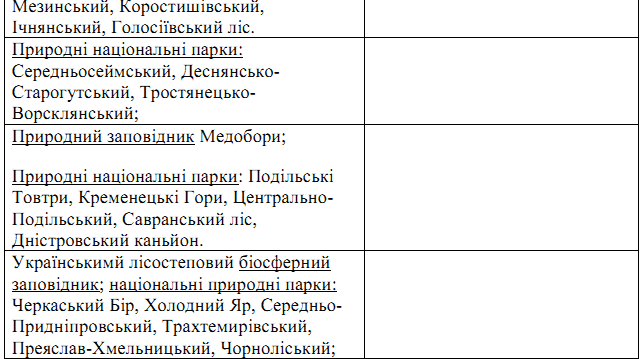 Мезинський, Коростишівський,
Ічнянський, Голосіївський ліс.
Природні національні парки:
Середньосеймський, Деснянсько-
Старогутський, Тростянецько-
Ворсклянський;
Природний заповідник Медобори;
Природні національні парки: Подільські
Товтри, Кременецькі Гори, Центрально-
Подільський, Савранський ліс,
Дністровський каньйон.
Українськимй лісостеповий біосферний
заповідник; національні природні парки:
Черкаський Бір, Холодний Яр, Середньо-
Придніпровський, Трахтемирівський,
Преяслав-Хмельницький, Чорноліський;